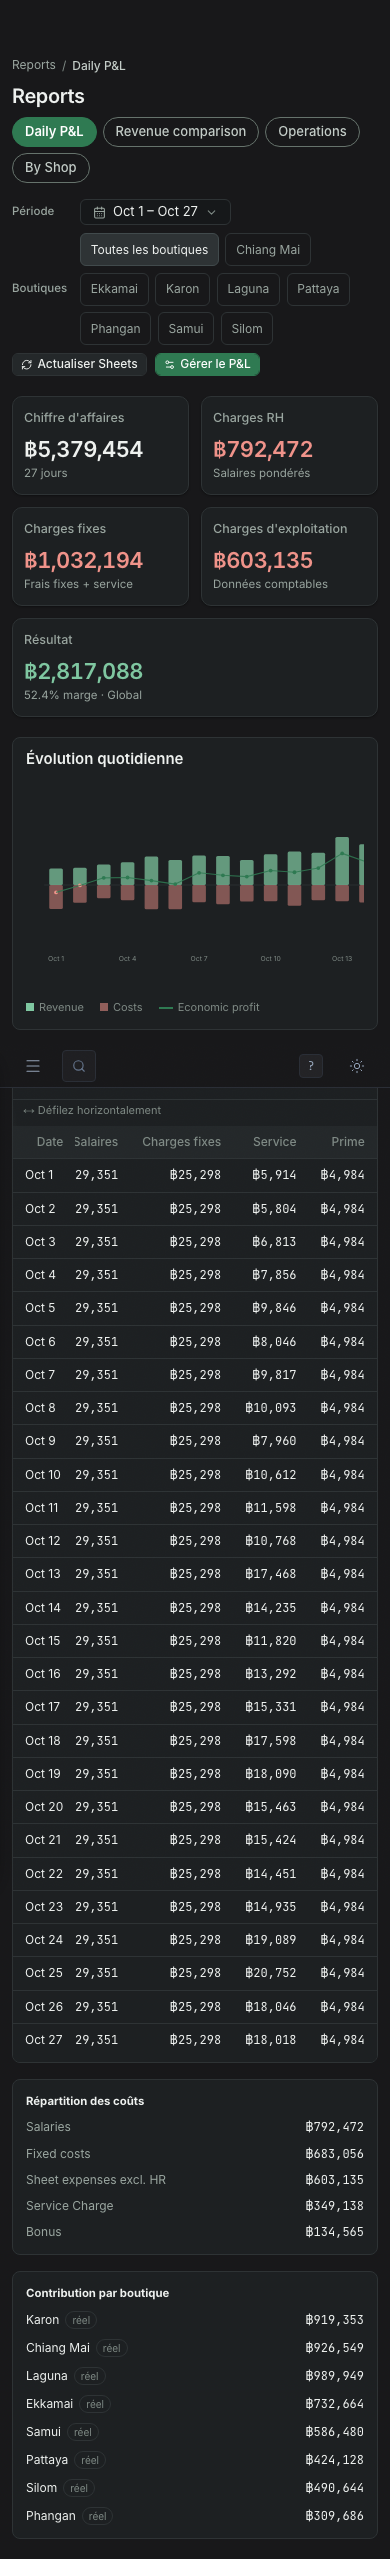 Reports / Daily P&L
Reports
Daily P&L Revenue comparison Operations
By Shop
Période Oct 1 – Oct 27
Toutes les boutiques Chiang Mai
Boutiques Ekkamai Karon Laguna Pattaya
Phangan Samui Silom
Actualiser Sheets Gérer le P&L
Chiffre d'affaires Charges RH
฿5,379,454 ฿792,472
27 jours Salaires pondérés
Charges fixes Charges d'exploitation
฿1,032,194 ฿603,135
Frais fixes + service Données comptables
Résultat
฿2,817,088
52.4% marge · Global
Évolution quotidienne
Oct 1 Oct 4 Oct 7 Oct 10 Oct 13
Revenue Costs Economic profit
?
↔ Défilez horizontalement
Date Salaires Charges fixes Service Prime
Oct 1 29,351 ฿25,298 ฿5,914 ฿4,984
Oct 2 29,351 ฿25,298 ฿5,804 ฿4,984
Oct 3 29,351 ฿25,298 ฿6,813 ฿4,984
Oct 4 29,351 ฿25,298 ฿7,856 ฿4,984
Oct 5 29,351 ฿25,298 ฿9,846 ฿4,984
Oct 6 29,351 ฿25,298 ฿8,046 ฿4,984
Oct 7 29,351 ฿25,298 ฿9,817 ฿4,984
Oct 8 29,351 ฿25,298 ฿10,093 ฿4,984
Oct 9 29,351 ฿25,298 ฿7,960 ฿4,984
Oct 10 29,351 ฿25,298 ฿10,612 ฿4,984
Oct 11 29,351 ฿25,298 ฿11,598 ฿4,984
Oct 12 29,351 ฿25,298 ฿10,768 ฿4,984
Oct 13 29,351 ฿25,298 ฿17,468 ฿4,984
Oct 14 29,351 ฿25,298 ฿14,235 ฿4,984
Oct 15 29,351 ฿25,298 ฿11,820 ฿4,984
Oct 16 29,351 ฿25,298 ฿13,292 ฿4,984
Oct 17 29,351 ฿25,298 ฿15,331 ฿4,984
Oct 18 29,351 ฿25,298 ฿17,598 ฿4,984
Oct 19 29,351 ฿25,298 ฿18,090 ฿4,984
Oct 20 29,351 ฿25,298 ฿15,463 ฿4,984
Oct 21 29,351 ฿25,298 ฿15,424 ฿4,984
Oct 22 29,351 ฿25,298 ฿14,451 ฿4,984
Oct 23 29,351 ฿25,298 ฿14,935 ฿4,984
Oct 24 29,351 ฿25,298 ฿19,089 ฿4,984
Oct 25 29,351 ฿25,298 ฿20,752 ฿4,984
Oct 26 29,351 ฿25,298 ฿18,046 ฿4,984
Oct 27 29,351 ฿25,298 ฿18,018 ฿4,984
Répartition des coûts
Salaries ฿792,472
Fixed costs ฿683,056
Sheet expenses excl. HR ฿603,135
Service Charge ฿349,138
Bonus ฿134,565
Contribution par boutique
Karon réel ฿919,353
Chiang Mai réel ฿926,549
Laguna réel ฿989,949
Ekkamai réel ฿732,664
Samui réel ฿586,480
Pattaya réel ฿424,128
Silom réel ฿490,644
Phangan réel ฿309,686